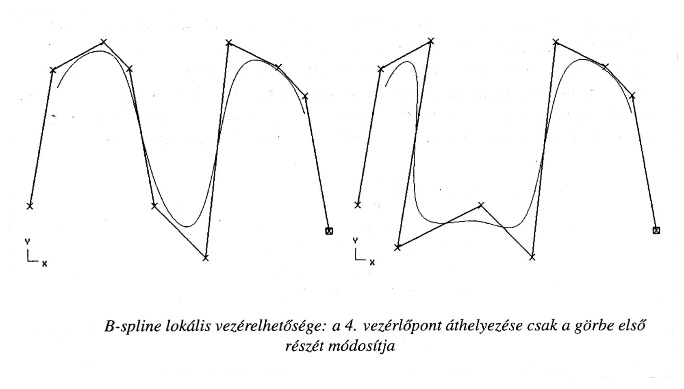 Y
X
Y
X
B-spline lokális vezérelhetősége: a 4. vezérlőpont áthelyezése csak a görbe első
részét módosítja